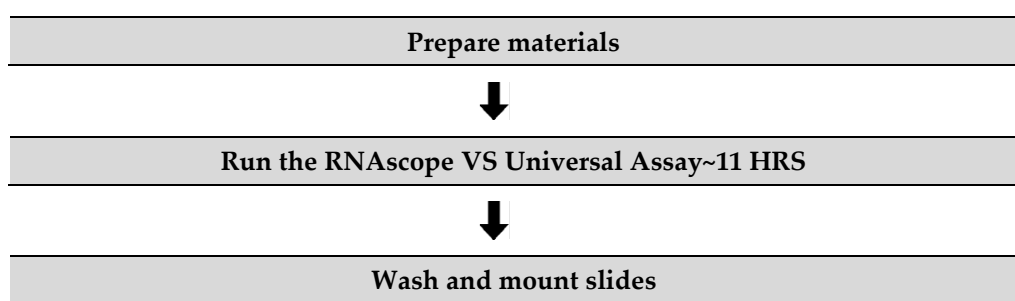 Prepare materials
Run the RNAscope VS Universal Assay~11 HRS
Wash and mount slides